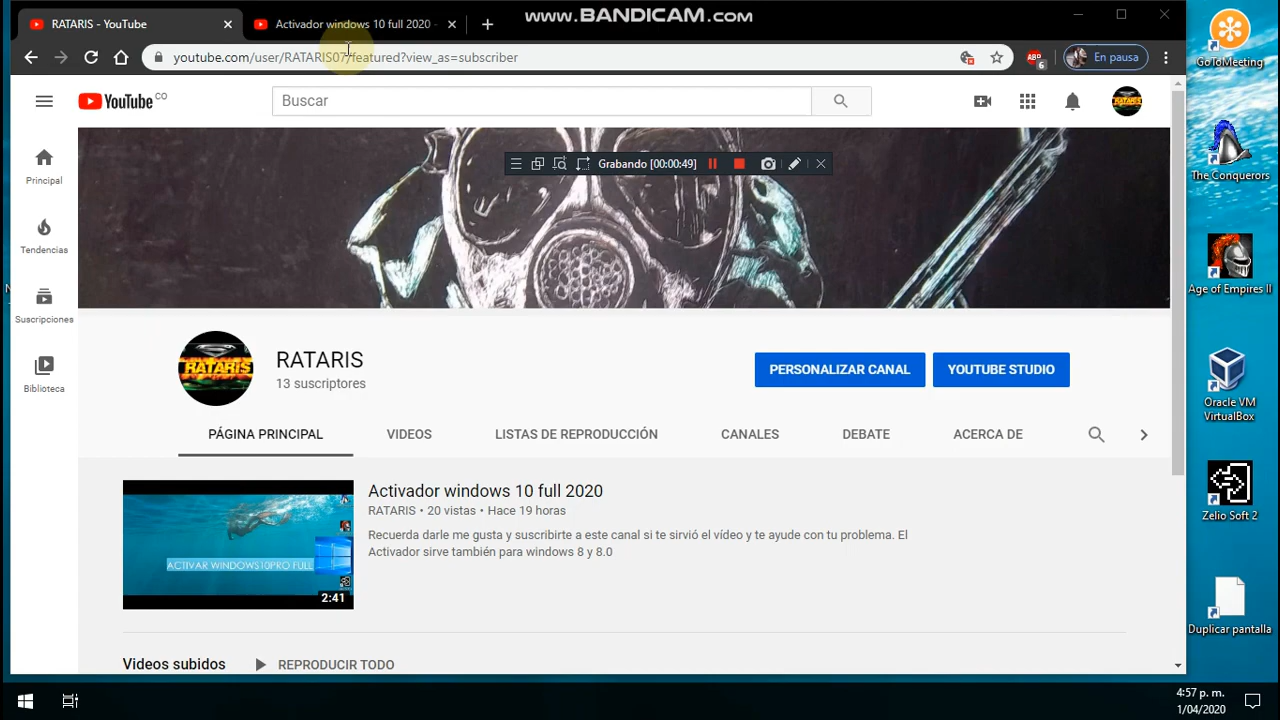 RATARIS - YouTube
Activador windows 10 full 2020 -
www.BANDICAM.com
youtube.com/user/RATARIS07/featured?view_as=subscriber
6
En pausa
GoToMeeting
YouTube CO
Buscar
RATARIS
Grabando [00:00:49]
Principal
Tendencias
Suscripciones
Biblioteca
The Conquerors
Age of Empires II
Oracle VM
VirtualBox
Zelio Soft 2
Duplicar pantalla
RATARIS
RATARIS
13 suscriptores
PERSONALIZAR CANAL
YOUTUBE STUDIO
PÁGINA PRINCIPAL
VIDEOS
LISTAS DE REPRODUCCIÓN
CANALES
DEBATE
ACERCA DE
ACTIVAR WINDOWS10PRO FULL
2:41
Activador windows 10 full 2020
RATARIS • 20 vistas • Hace 19 horas
Recuerda darle me gusta y suscribirte a este canal si te sirvió el vídeo y te ayude con tu problema. El
Activador sirve también para windows 8 y 8.0
Videos subidos
REPRODUCIR TODO
4:57 p. m.
1/04/2020